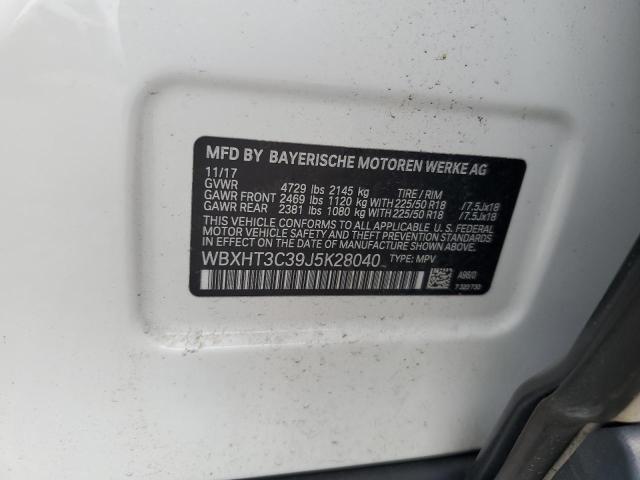 MFD BY BAYERISCHE MOTOREN WERKE AG
11/17
GVWR 4729 lbs 2145 kg TIRE / RIM
GAWR FRONT 2469 lbs 1120 kg WITH 225/50 R18 /7.5Jx18
GAWR REAR 2381 lbs 1080 kg WITH 225/50 R18 /7.5Jx18
THIS VEHICLE CONFORMS TO ALL APPLICABLE U. S. FEDERAL
MOTOR VEHICLE SAFETY, BUMPER, AND THEFT PREVENTION
STANDARDS IN EFFECT ON THE DATE OF MANUFACTURE SHOWN ABOVE.
WBXHT3C39J5K28040 TYPE: MPV